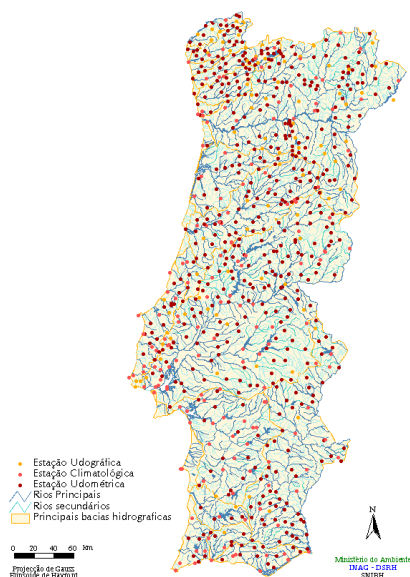 Estação Udográfica
Estação Climatológica
Estação Udométrica
Rios Principais
Rios secundários
Principais bacias hidrograficas
0 20 40 60 Km
Projecção de Gauss
Elipsóide de Hayford
N
Ministério do Ambiente
INAG - DSRH
SNIRH